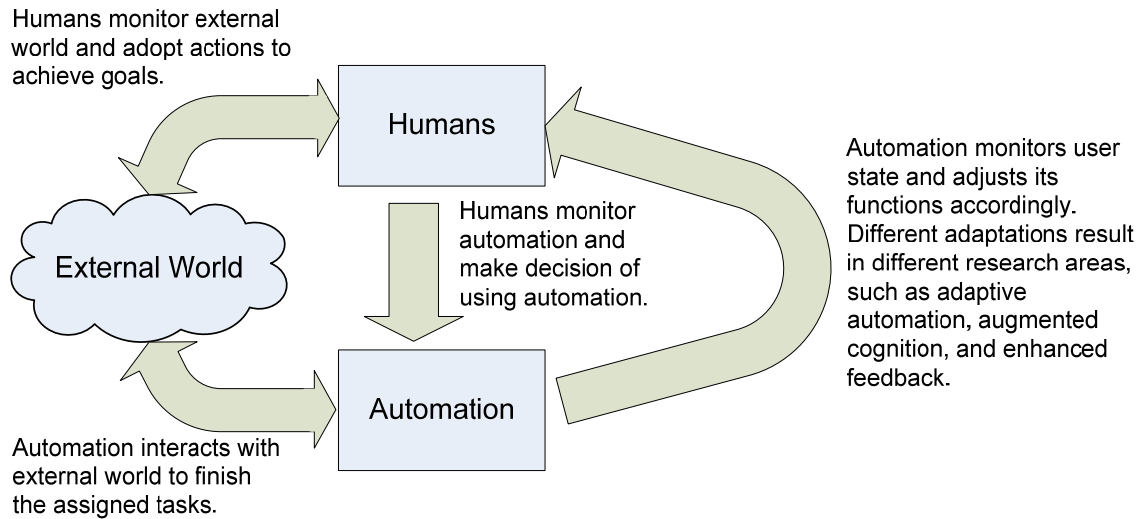 Humans monitor external
world and adopt actions to
achieve goals.
Humans
Automation monitors user
state and adjusts its
functions accordingly.
Different adaptations result
in different research areas,
such as adaptive
automation, augmented
cognition, and enhanced
feedback.
Humans monitor
automation and
make decision of
using automation.
External World
Automation
Automation interacts with
external world to finish
the assigned tasks.